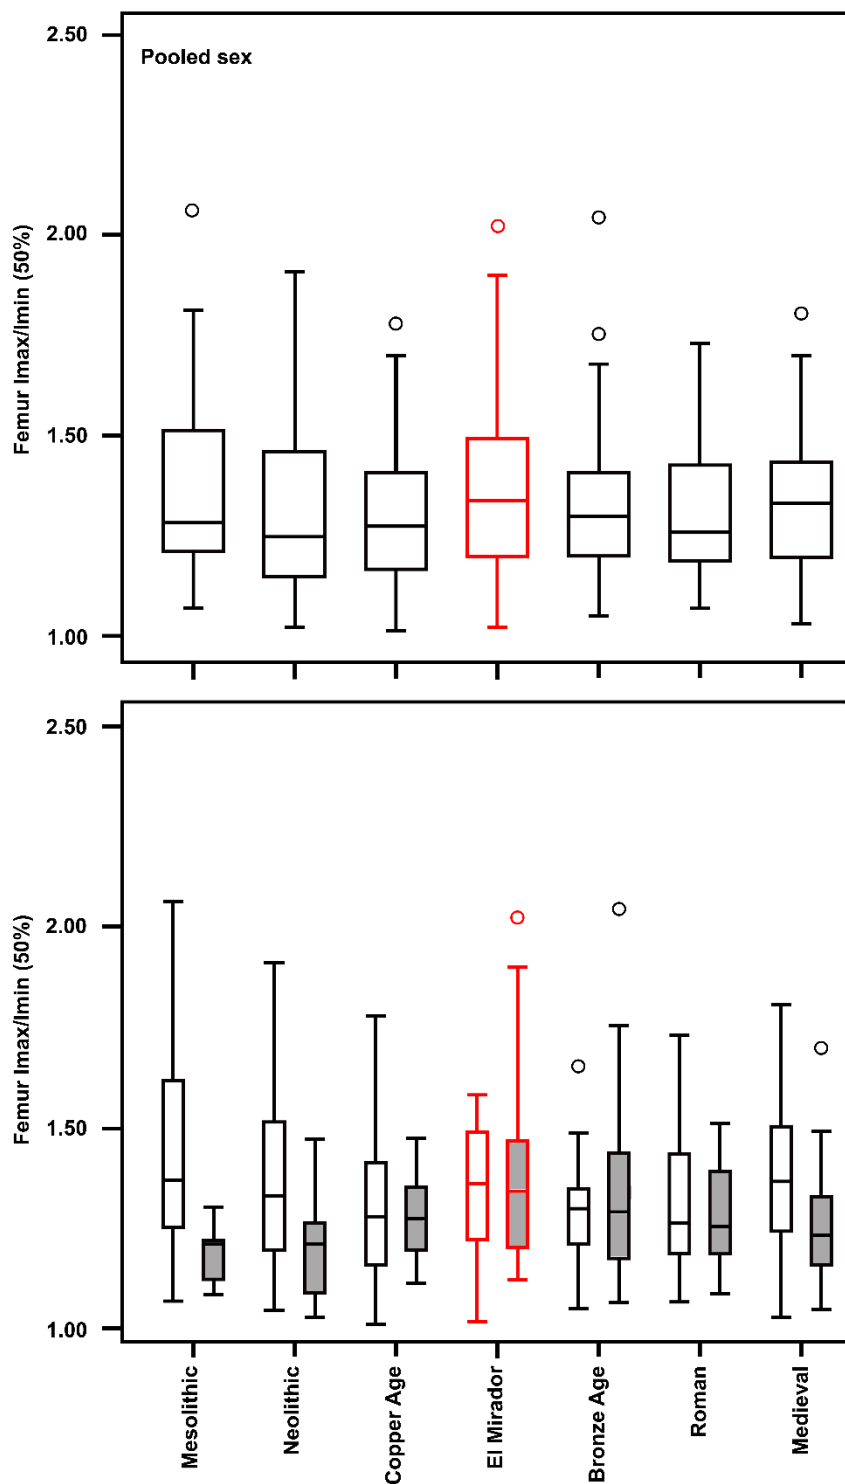 2.50
Pooled sex
2.00
1.50
1.00
Femur Imax/Imin (50%)
2.50
2.00
1.50
1.00
Femur Imax/Imin (50%)
Mesolithic
Neolithic
Copper Age
El Mirador
Bronze Age
Roman
Medieval